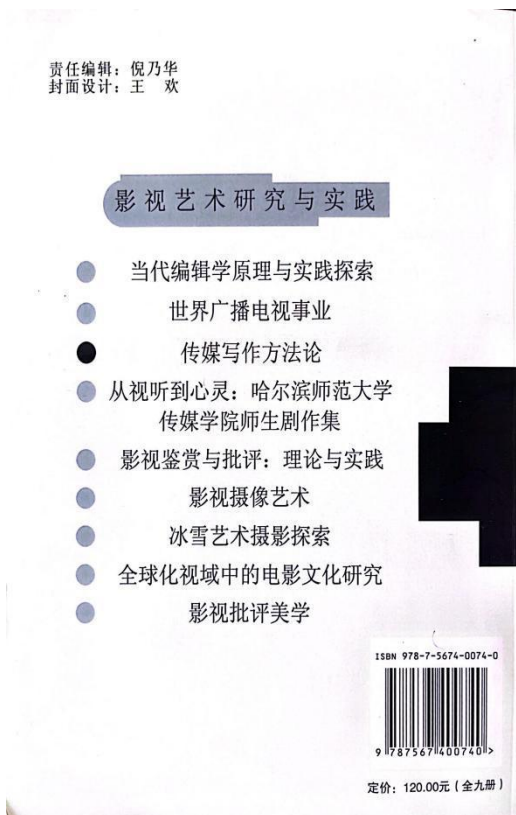 责任编辑：倪乃华
封面设计：王　欢
影视艺术研究与实践
当代编辑学原理与实践探索
世界广播电视事业
传媒写作方法论
从视听到心灵：哈尔滨师范大学
传媒学院师生剧作集
影视鉴赏与批评：理论与实践
影视摄像艺术
冰雪艺术摄影探索
全球化视域中的电影文化研究
影视批评美学
ISBN 978-7-5674-0074-0
9 787567 400740 >
定价：120.00元（全九册）